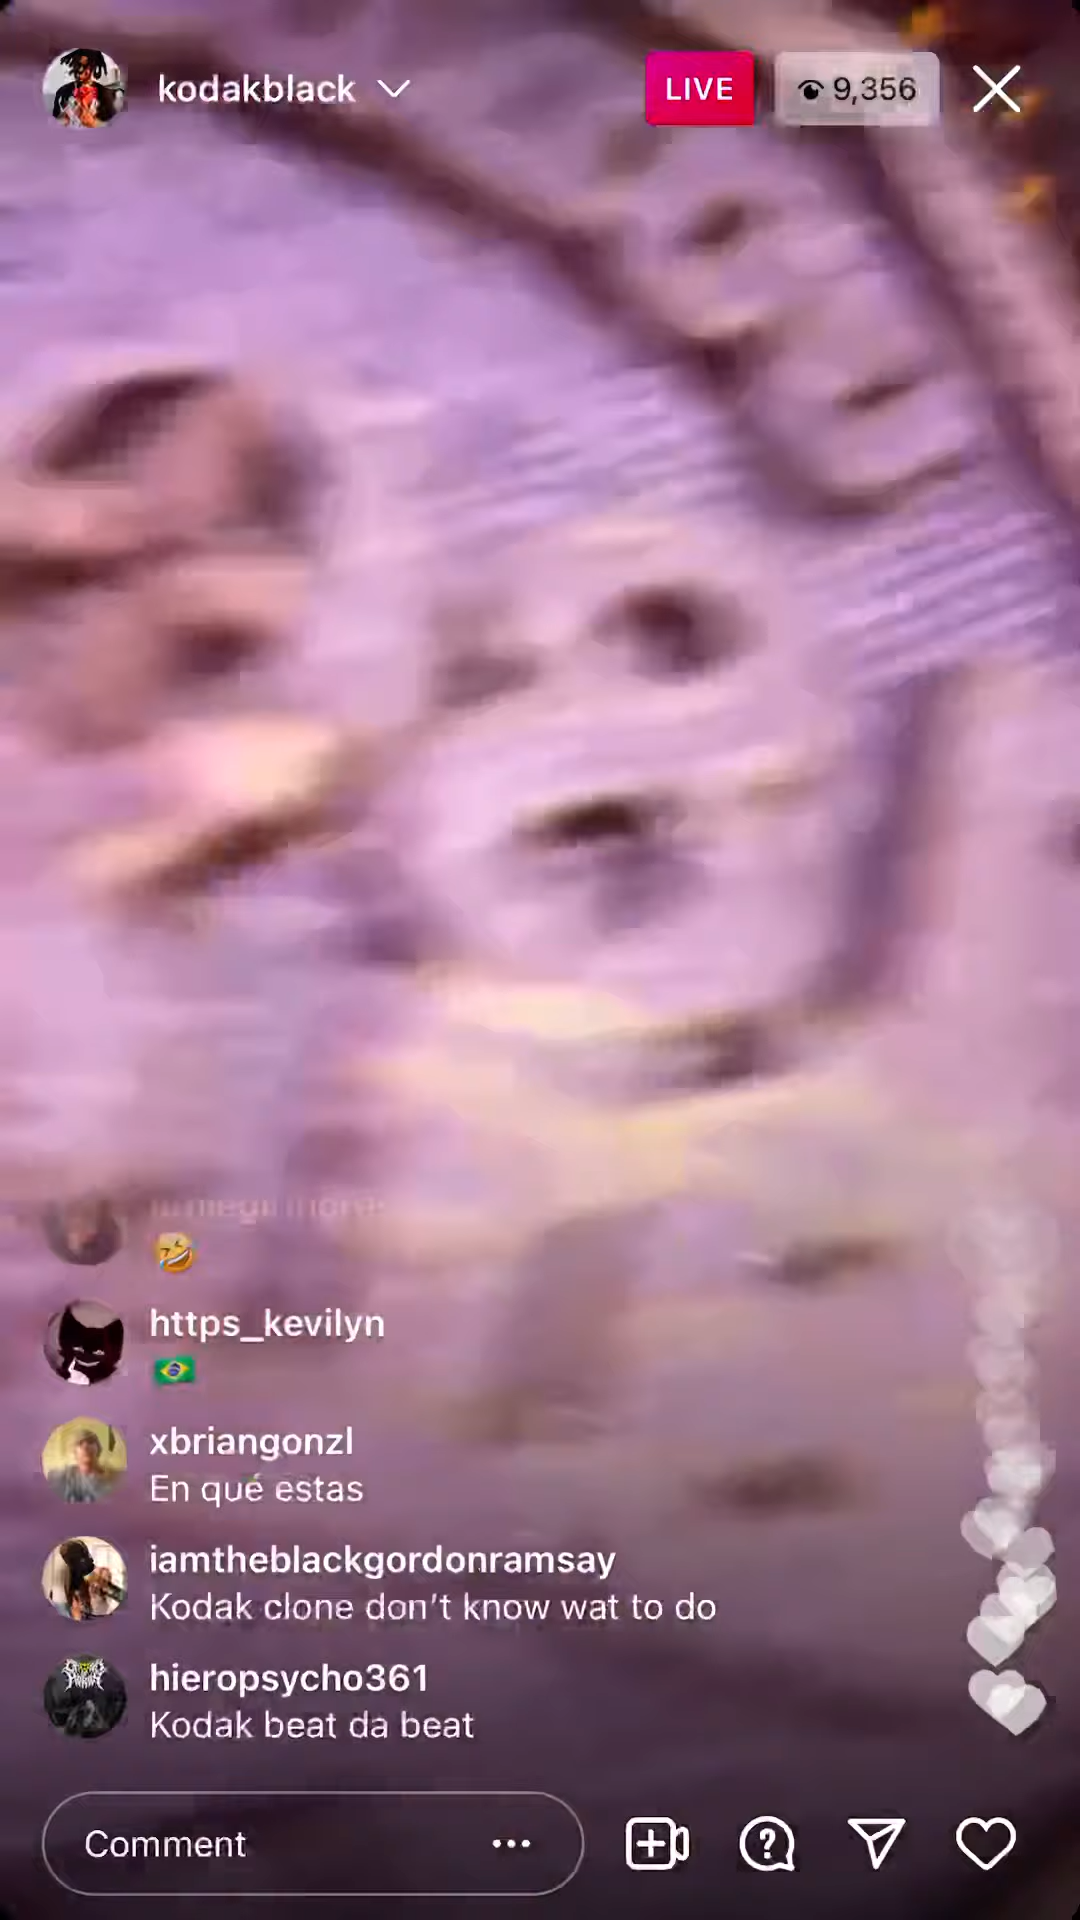 kodakblack
LIVE
9,356
https_kevilyn
xbriangonzl
En qué estas
iamtheblackgordonramsay
Kodak clone don't know wat to do
hieropsycho361
Kodak beat da beat
Comment